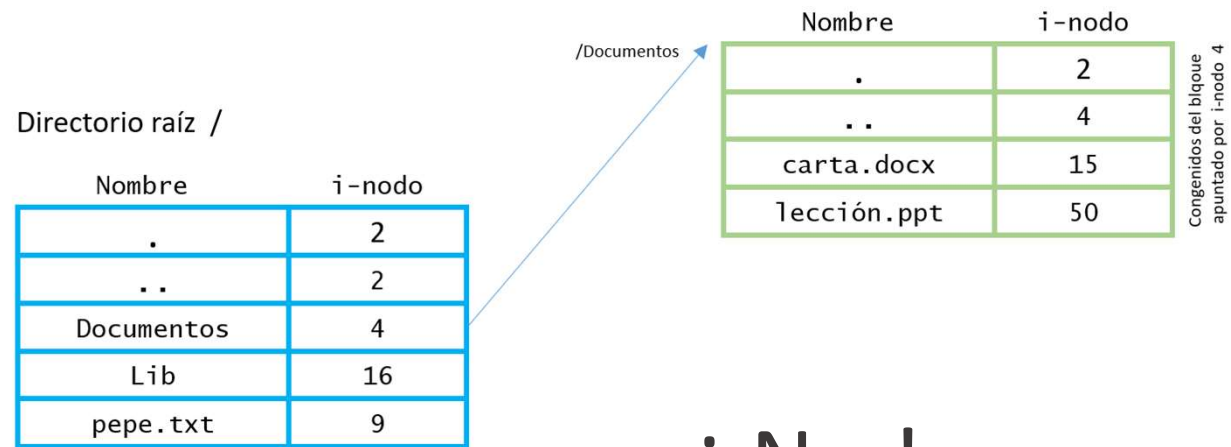 Nombre i-nodo
/Documentos
. 2
.. 4
carta.docx 15
lección.ppt 50
Congenidos del blqoue
apuntado por i-nodo 4
Directorio raíz /
Nombre i-nodo
. 2
.. 2
Documentos 4
Lib 16
pepe.txt 9